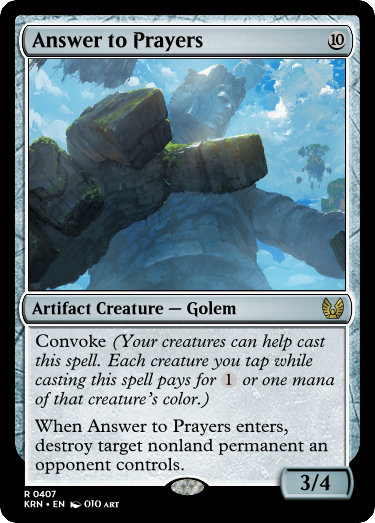 Answer to Prayers
10
Artifact Creature — Golem
Convoke (Your creatures can help cast
this spell. Each creature you tap while
casting this spell pays for 1 or one mana
of that creature's color.)
When Answer to Prayers enters,
destroy target nonland permanent an
opponent controls.
3/4
R 0407
KRN • EN OJO ART